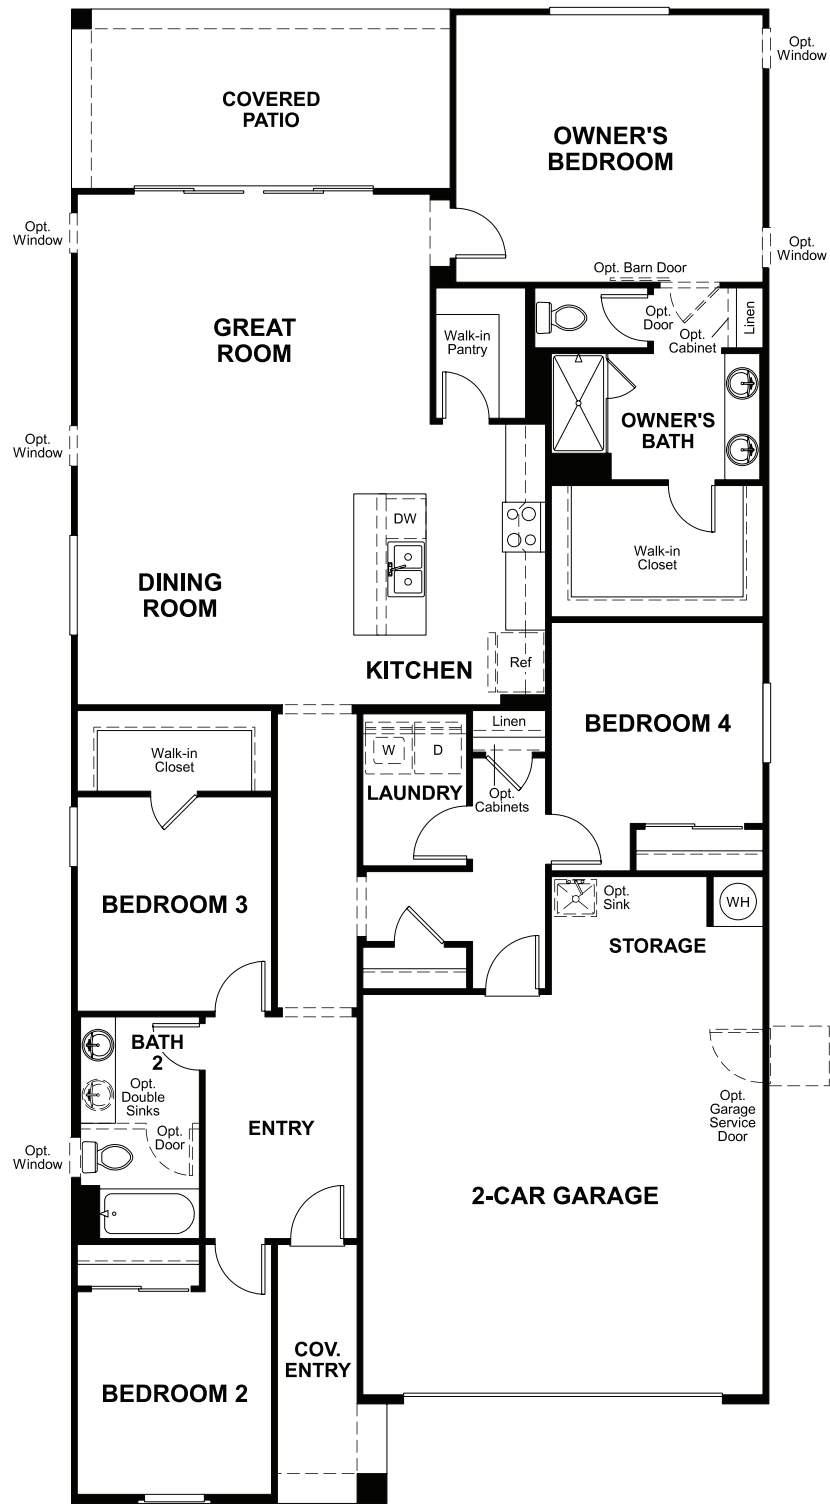 COVERED
PATIO
OWNER'S
BEDROOM
Opt.
Window
Opt.
Window
Opt.
Window
Opt. Barn Door
GREAT
ROOM
Walk-in
Pantry
Opt.
Door
Opt.
Cabinet
Linen
OWNER'S
BATH
Opt.
Window
DW
Walk-in
Closet
DINING
ROOM
KITCHEN
Ref
BEDROOM 4
Linen
Walk-in
Closet
W
D
LAUNDRY
Opt.
Cabinets
BEDROOM 3
Opt.
Sink
WH
STORAGE
BATH
2
Opt.
Double
Sinks
Opt.
Door
Opt.
Window
ENTRY
Opt.
Garage
Service
Door
2-CAR GARAGE
COV.
ENTRY
BEDROOM 2